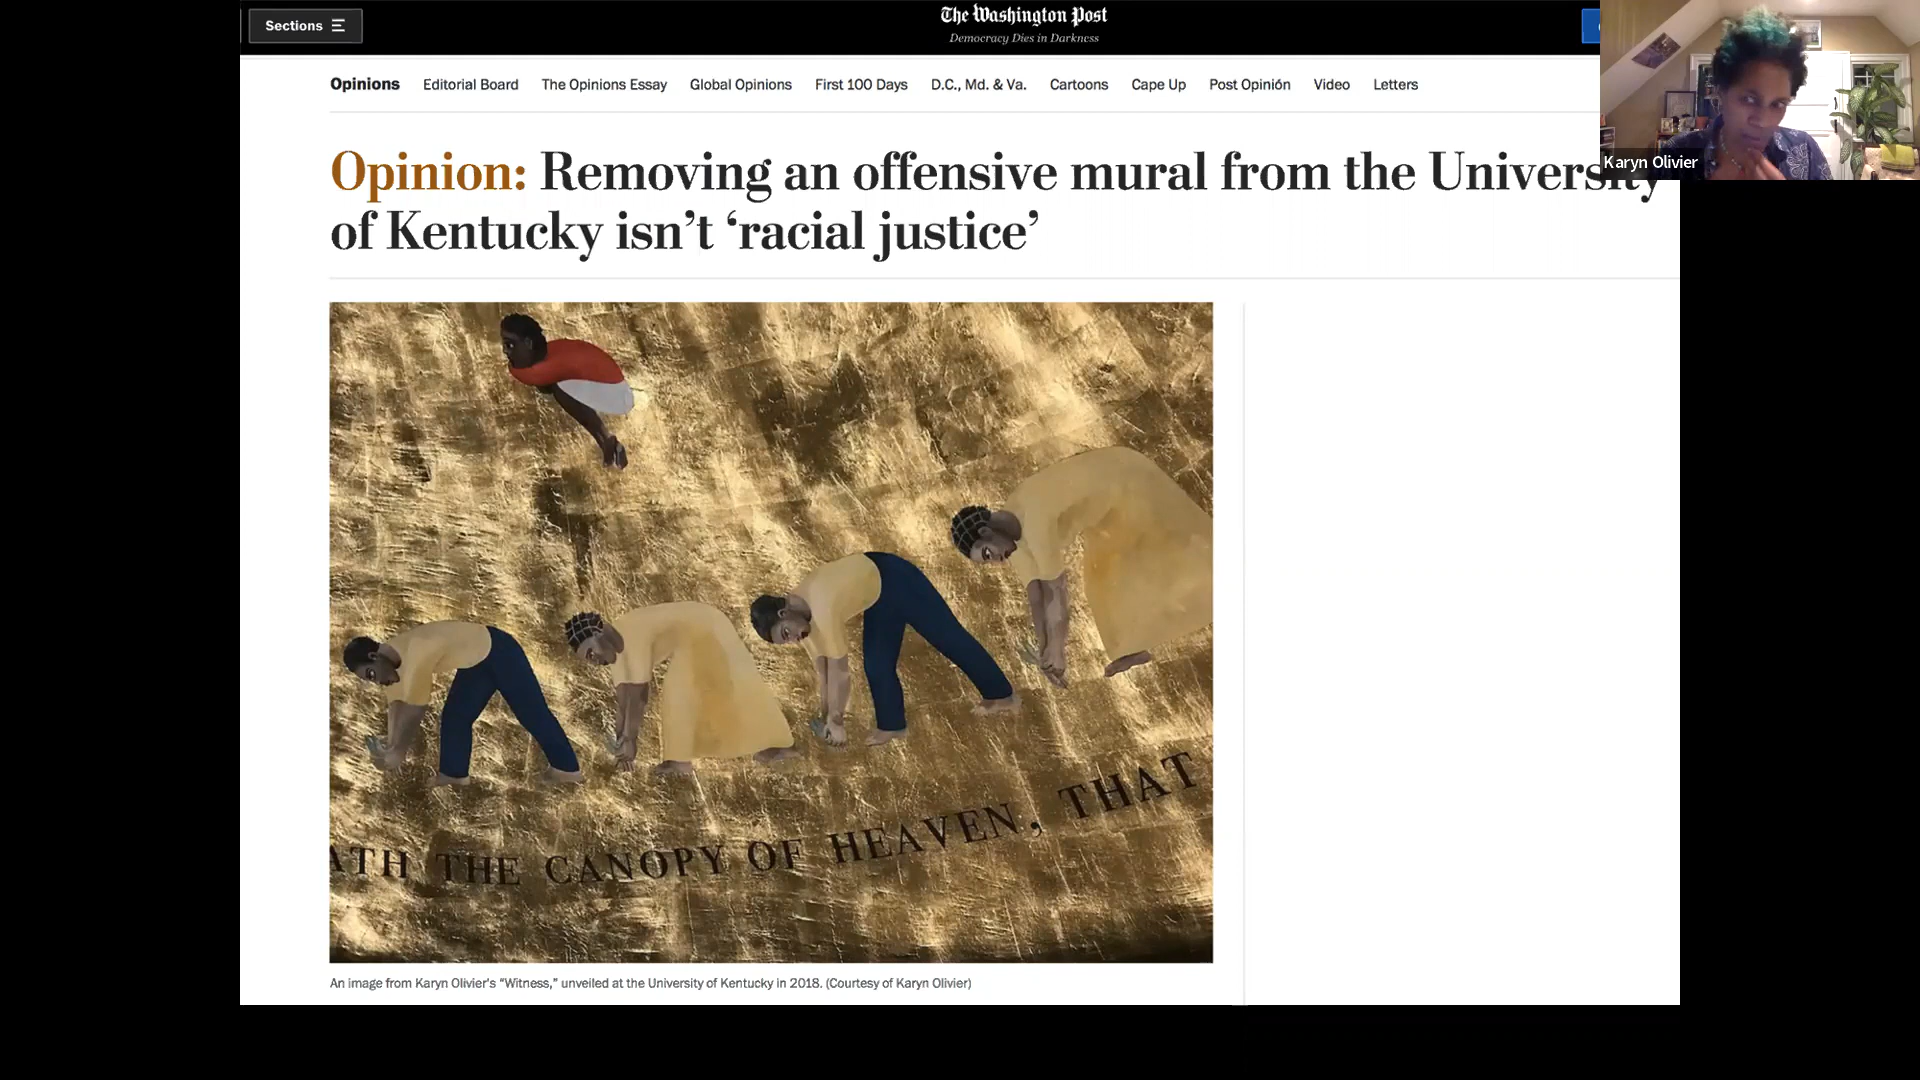 Sections
The Washington Post
Democracy Dies in Darkness
Opinions Editorial Board The Opinions Essay Global Opinions First 100 Days D.C., Md. & Va. Cartoons Cape Up Post Opinión Video Letters
Karyn Olivier
Opinion: Removing an offensive mural from the University
of Kentucky isn’t ‘racial justice’
ATH THE CANOPY OF HEAVEN, THAT
An image from Karyn Olivier's "Witness," unveiled at the University of Kentucky in 2018. (Courtesy of Karyn Olivier)